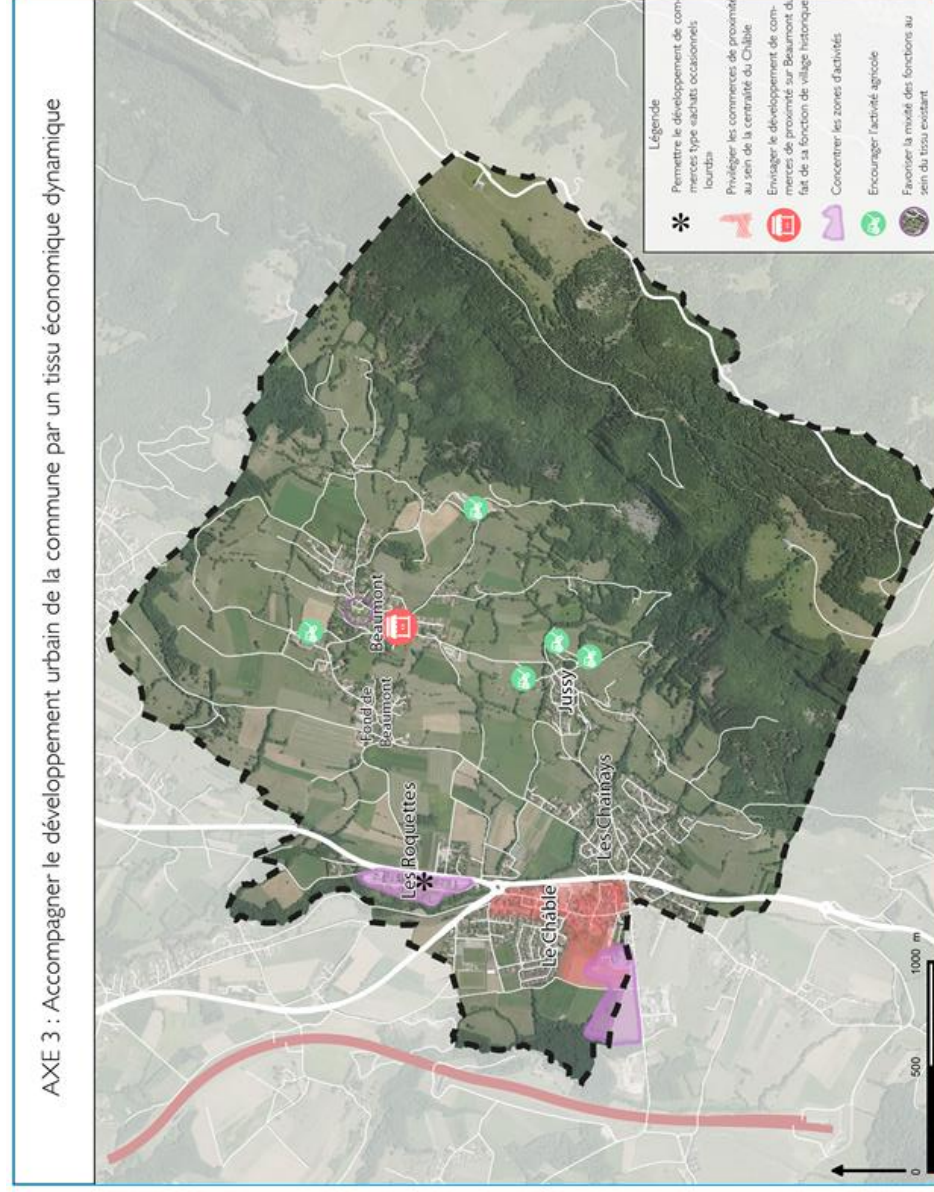 AXE 3 : Accompagner le développement urbain de la commune par un tissu économique dynamique
Beaumont
Fond de
Beaumont
Les Roquettes
Jussy
Les Chainays
Le Châble
0 500 1000 m
Légende
Permettre le développement de com-
merces type «achats occasionnels
lourds»
Privilégier les commerces de proximité
au sein de la centralité du Châble
Envisager le développement de com-
merces de proximité sur Beaumont du
fait de sa fonction de village historique
Concentrer les zones d'activités
Encourager l'activité agricole
Favoriser la mixité des fonctions au
sein du tissu existant